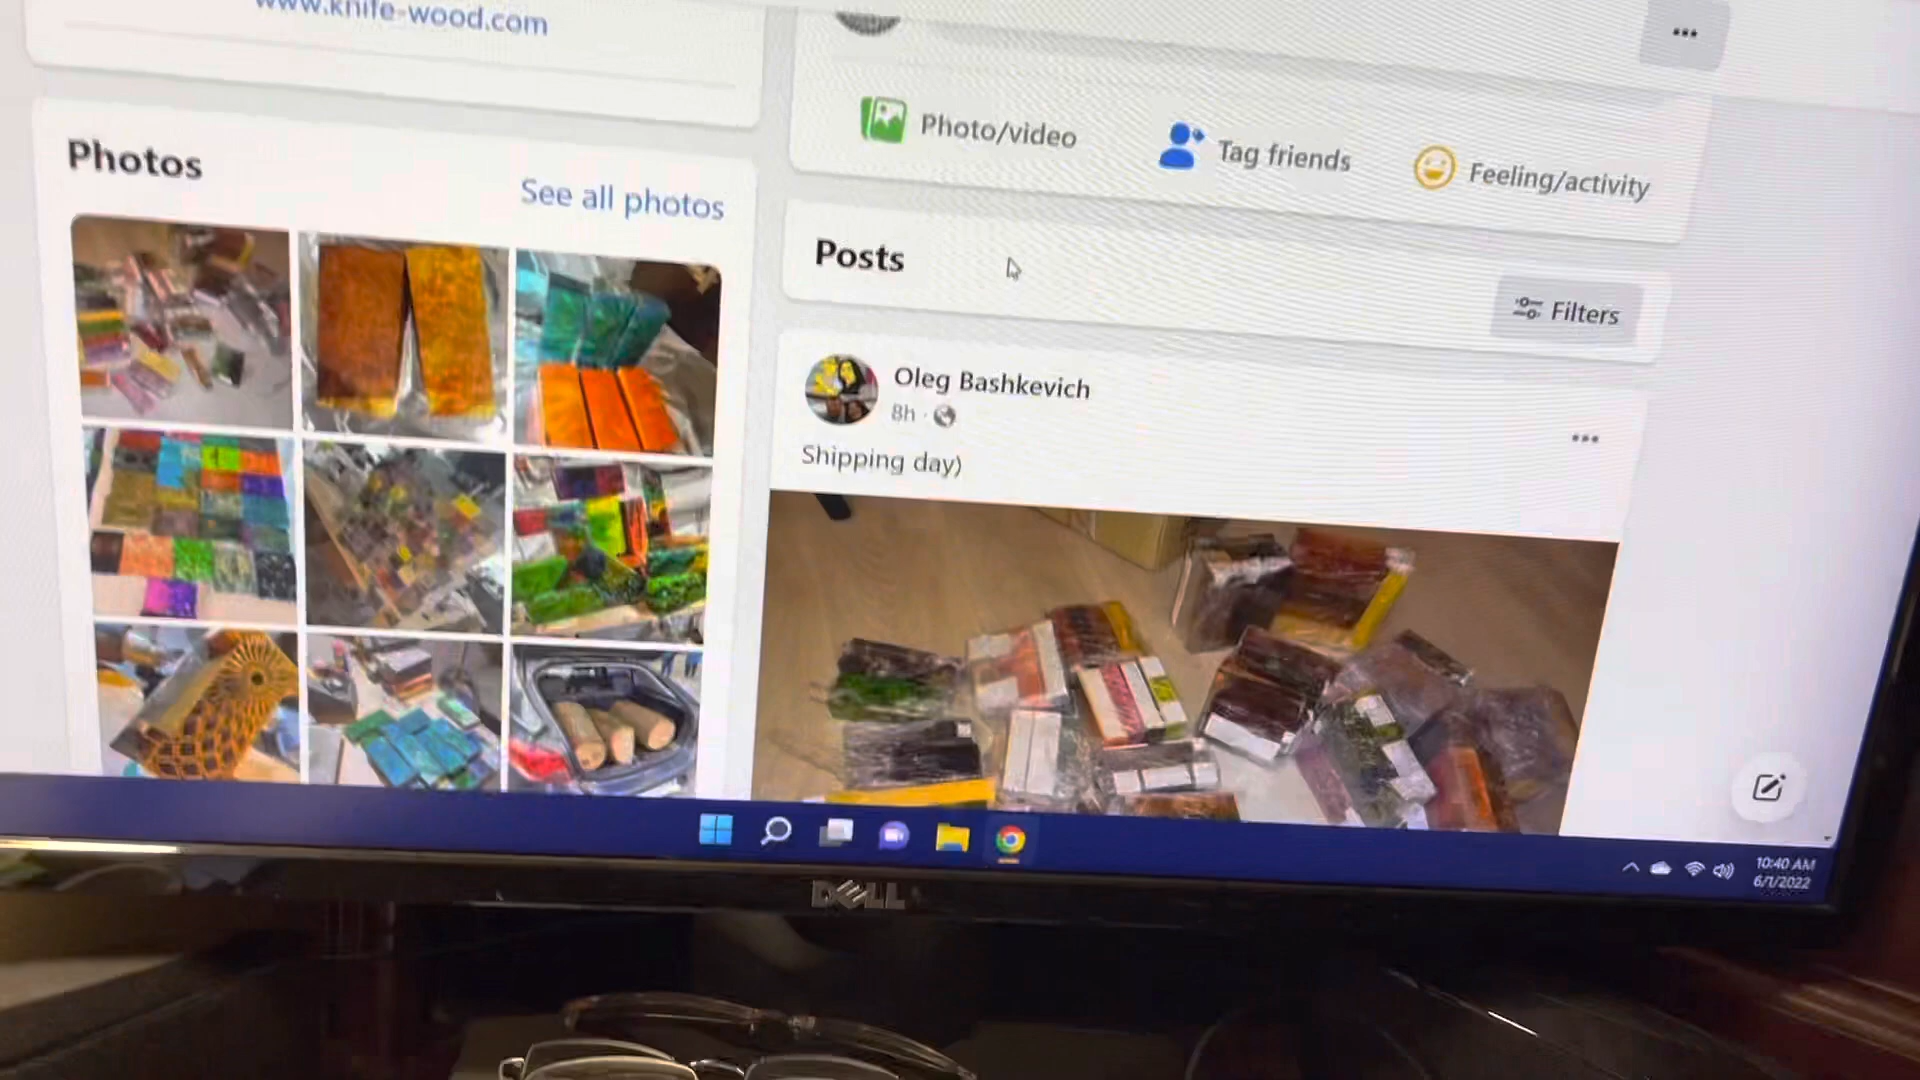 www.knife-wood.com
Photos
See all photos
Photo/video
Tag friends
Feeling/activity
Posts
Filters
Oleg Bashkevich
8h
Shipping day)
10:40 AM
6/1/2022
DELL